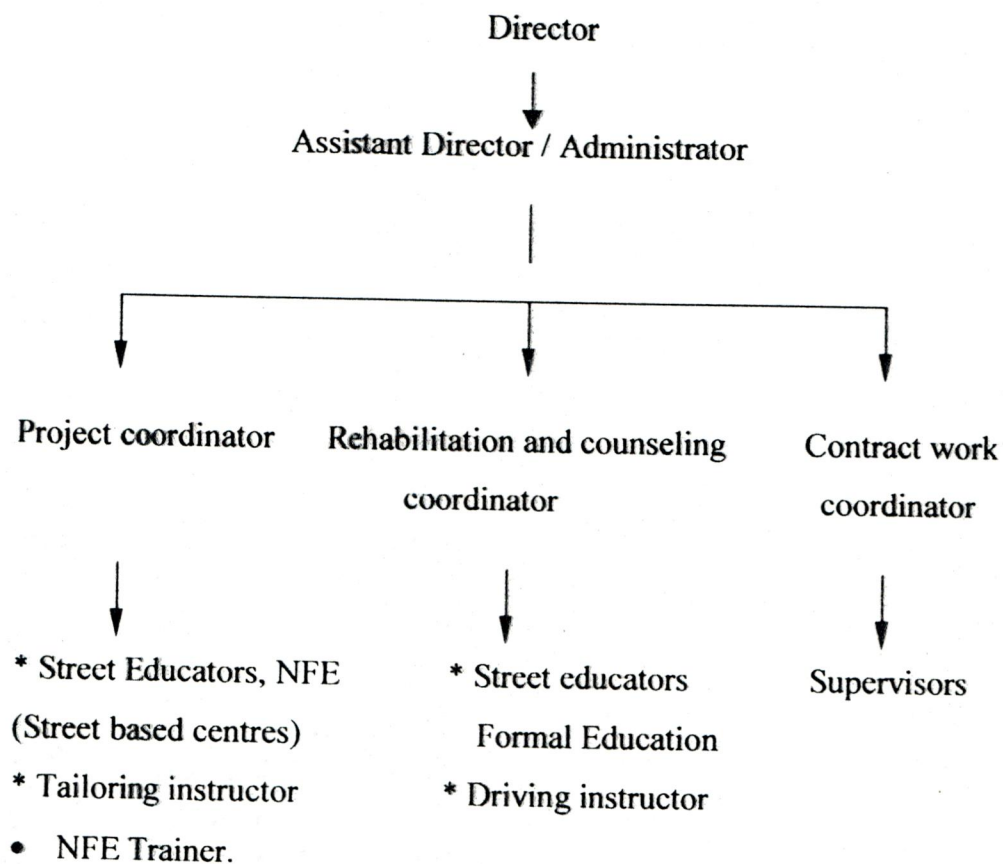 Director
Assistant Director / Administrator
Project coordinator
Rehabilitation and counseling
coordinator
Contract work
coordinator
* Street Educators, NFE
(Street based centres)
* Tailoring instructor
• NFE Trainer.
* Street educators
Formal Education
* Driving instructor
Supervisors